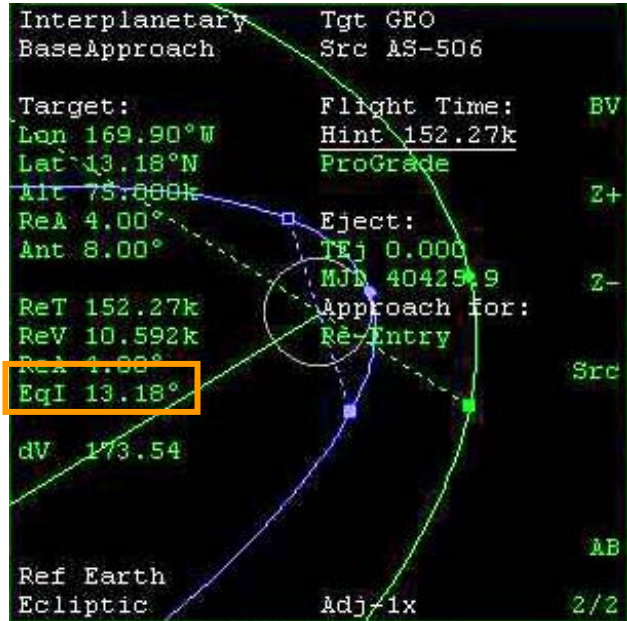 Interplanetary Tgt GEO
BaseApproach Src AS-506
Target: Flight Time: BV
Lon 169.90°W Hint 152.27k
Lat 13.18°N ProGrade
Alt 75.000k Z+
ReA 4.00° Eject:
Ant 8.00° TEj 0.000
MJD 40425.9 Z-
ReT 152.27k Approach for:
ReV 10.592k Re-Entry
ReA 4.00° Src
EqI 13.18°
dV 173.54
AB
Ref Earth
Ecliptic Adj 1x 2/2